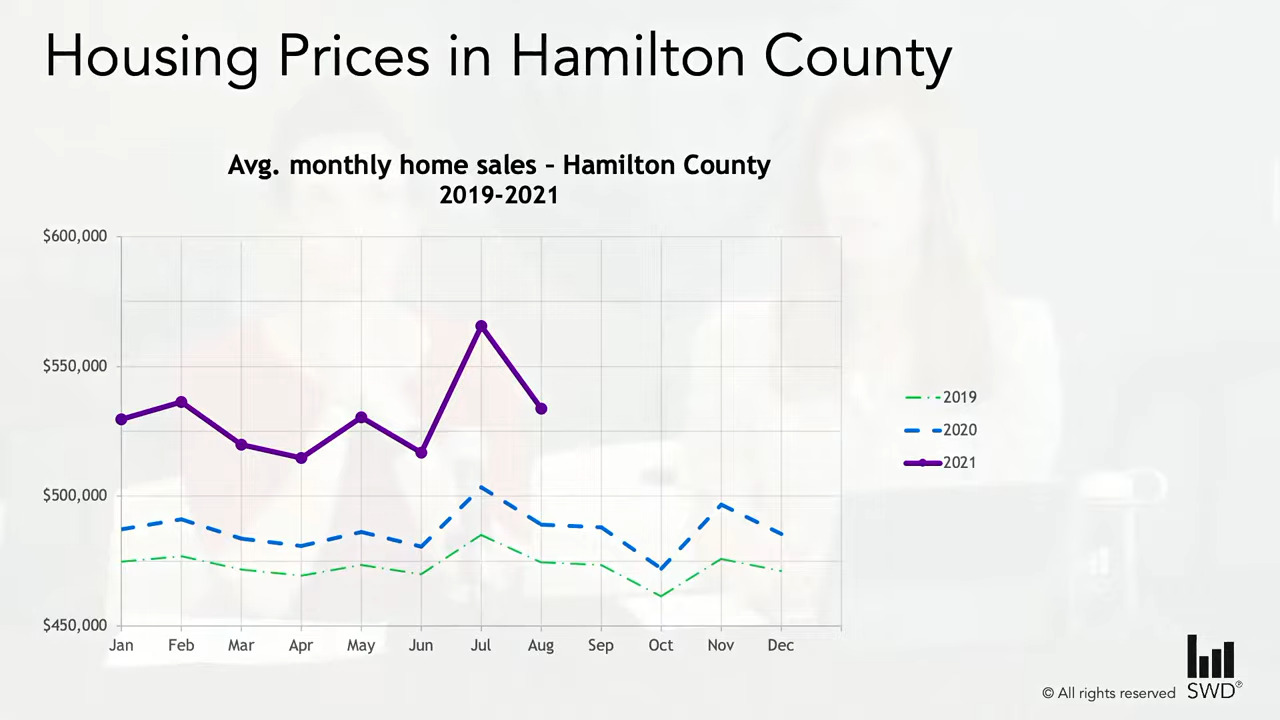 Housing Prices in Hamilton County
Avg. monthly home sales – Hamilton County
2019-2021
$600,000
$550,000
$500,000
$450,000
Jan Feb Mar Apr May Jun Jul Aug Sep Oct Nov Dec
2019
2020
2021
© All rights reserved SWD®